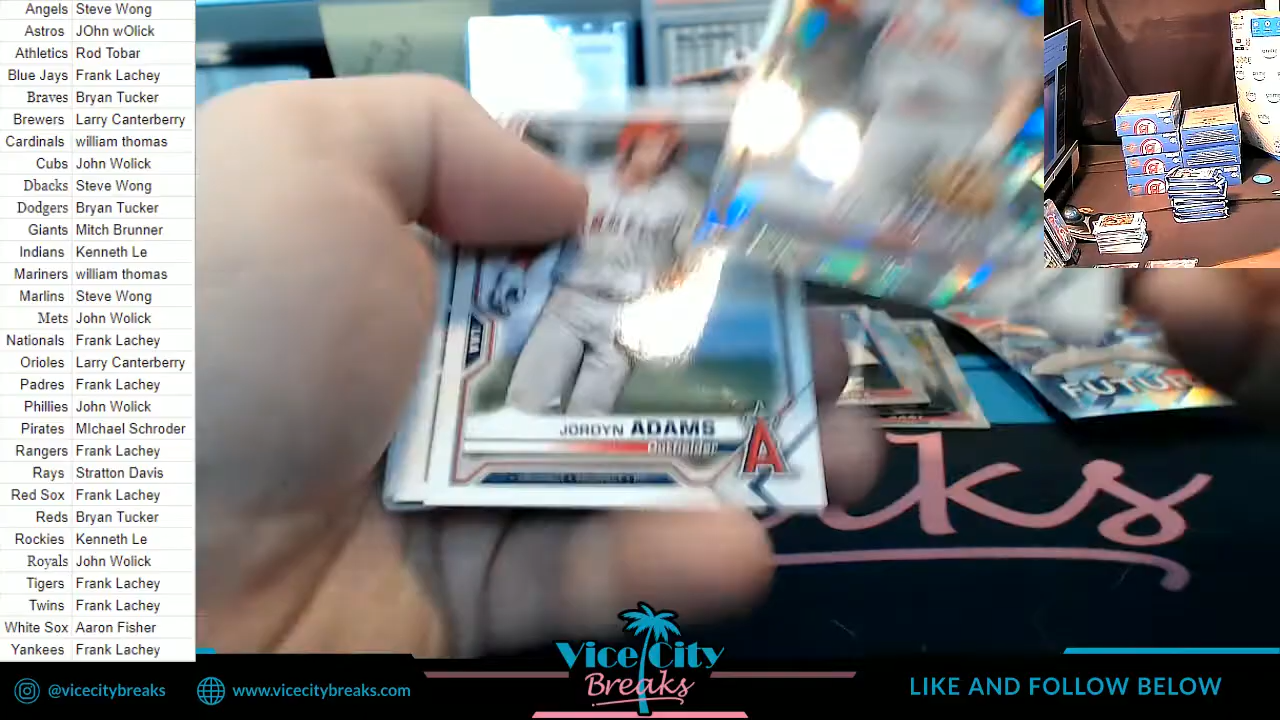 Angels Steve Wong
Astros JOhn wOlick
Athletics Rod Tobar
Blue Jays Frank Lachey
Braves Bryan Tucker
Brewers Larry Canterberry
Cardinals william thomas
Cubs John Wolick
Dbacks Steve Wong
Dodgers Bryan Tucker
Giants Mitch Brunner
Indians Kenneth Le
Mariners william thomas
Marlins Steve Wong
Mets John Wolick
Nationals Frank Lachey
Orioles Larry Canterberry
Padres Frank Lachey
Phillies John Wolick
Pirates MIchael Schroder
Rangers Frank Lachey
Rays Stratton Davis
Red Sox Frank Lachey
Reds Bryan Tucker
Rockies Kenneth Le
Royals John Wolick
Tigers Frank Lachey
Twins Frank Lachey
White Sox Aaron Fisher
Yankees Frank Lachey
JORDYN ADAMS
Outfielder
A
FUTUR
ks
@vicecitybreaks
www.vicecitybreaks.com
Vice City
Breaks
LIKE AND FOLLOW BELOW